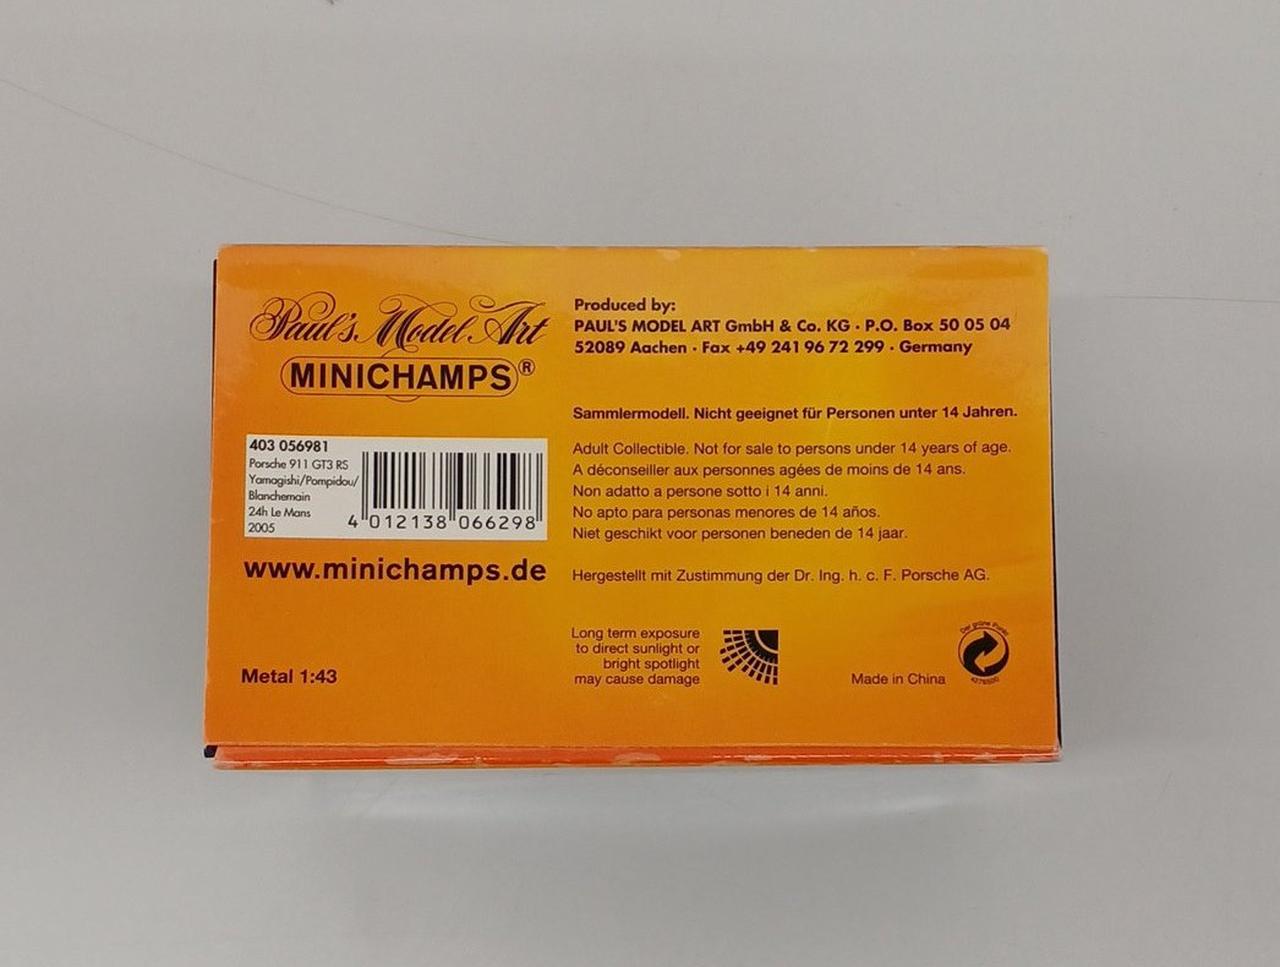 Paul's Model Art
MINICHAMPS®
403 056981
Porsche 911 GT3 RS
Yamagishi/Pompidou/
Blanchemain
24h Le Mans
2005
4 012138 066298
www.minichamps.de
Metal 1:43
Produced by:
PAUL'S MODEL ART GmbH & Co. KG · P.O. Box 50 05 04
52089 Aachen · Fax +49 241 96 72 299 · Germany
Sammlermodell. Nicht geeignet für Personen unter 14 Jahren.
Adult Collectible. Not for sale to persons under 14 years of age.
A déconseiller aux personnes agées de moins de 14 ans.
Non adatto a persone sotto i 14 anni.
No apto para personas menores de 14 años.
Niet geschikt voor personen beneden de 14 jaar.
Hergestellt mit Zustimmung der Dr. Ing. h. c. F. Porsche AG.
Long term exposure
to direct sunlight or
bright spotlight
may cause damage
Made in China
Der grüne Punkt